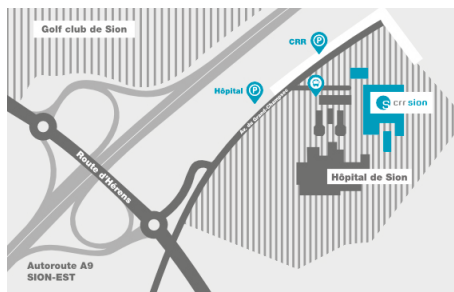 Golf club de Sion
CRR
P
Hôpital
P
Av. du Grand-Champsec
crr sion
Route d'Hérens
Hôpital de Sion
Autoroute A9
SION-EST